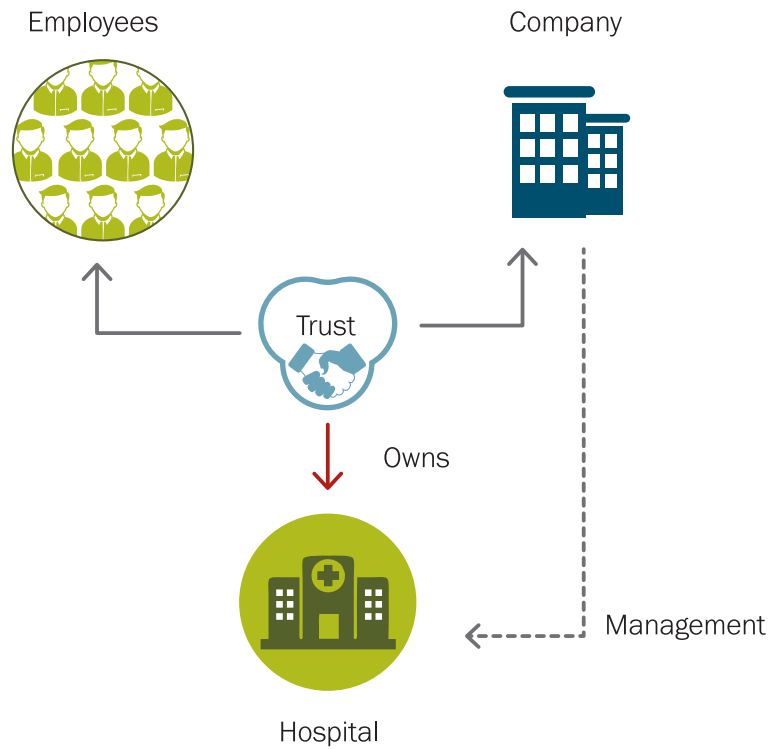 Employees
Company
Trust
Owns
Management
Hospital